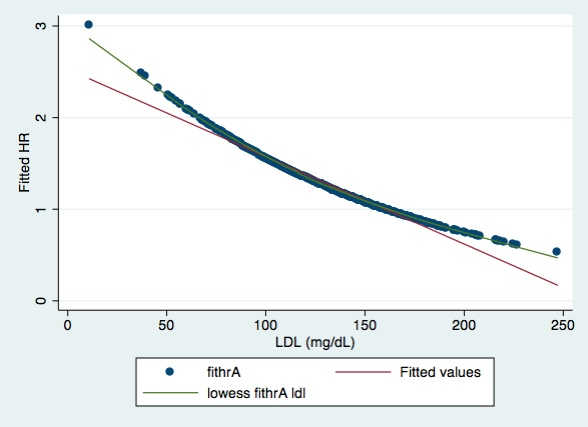 3
2
1
0
Fitted HR
0 50 100 150 200 250
LDL (mg/dL)
fithrA Fitted values
lowess fithrA ldl